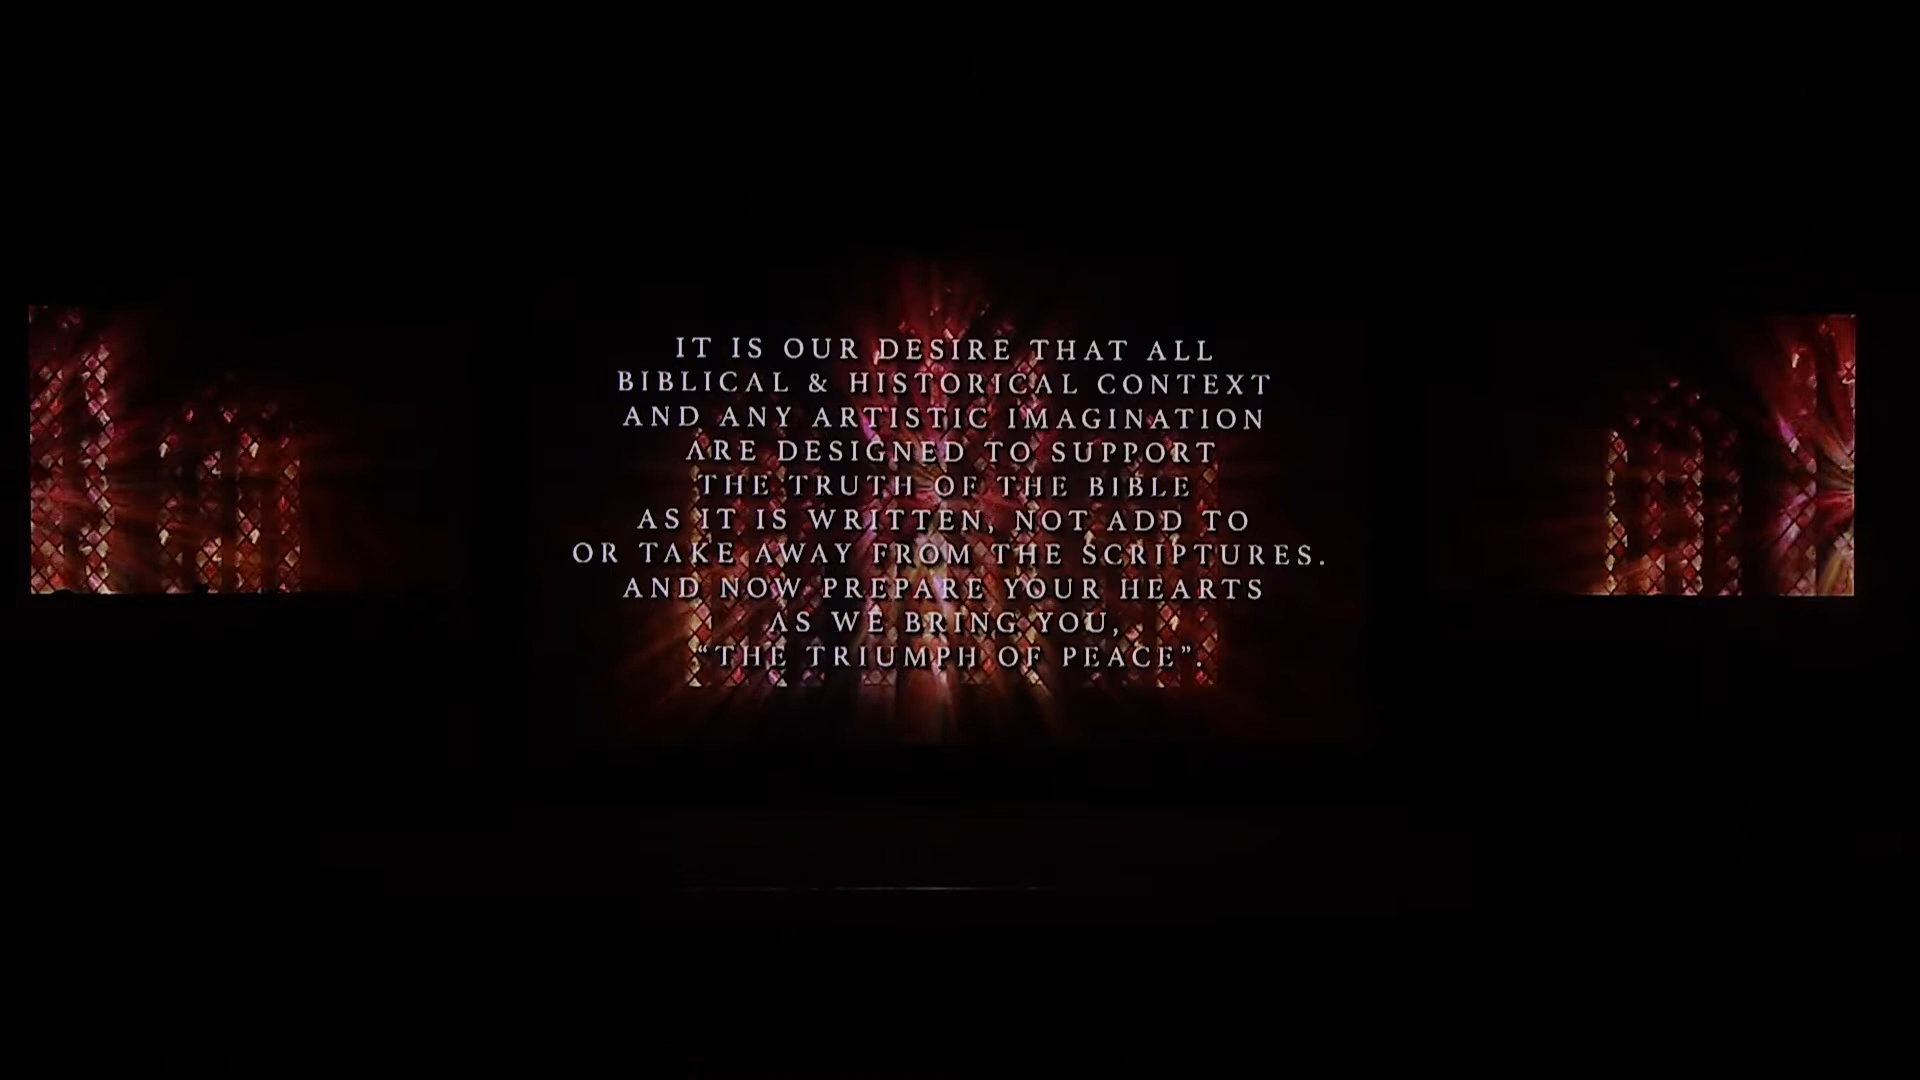 IT IS OUR DESIRE THAT ALL
BIBLICAL & HISTORICAL CONTEXT
AND ANY ARTISTIC IMAGINATION
ARE DESIGNED TO SUPPORT
THE TRUTH OF THE BIBLE
AS IT IS WRITTEN, NOT ADD TO
OR TAKE AWAY FROM THE SCRIPTURES.
AND NOW PREPARE YOUR HEARTS
AS WE BRING YOU,
“THE TRIUMPH OF PEACE”.